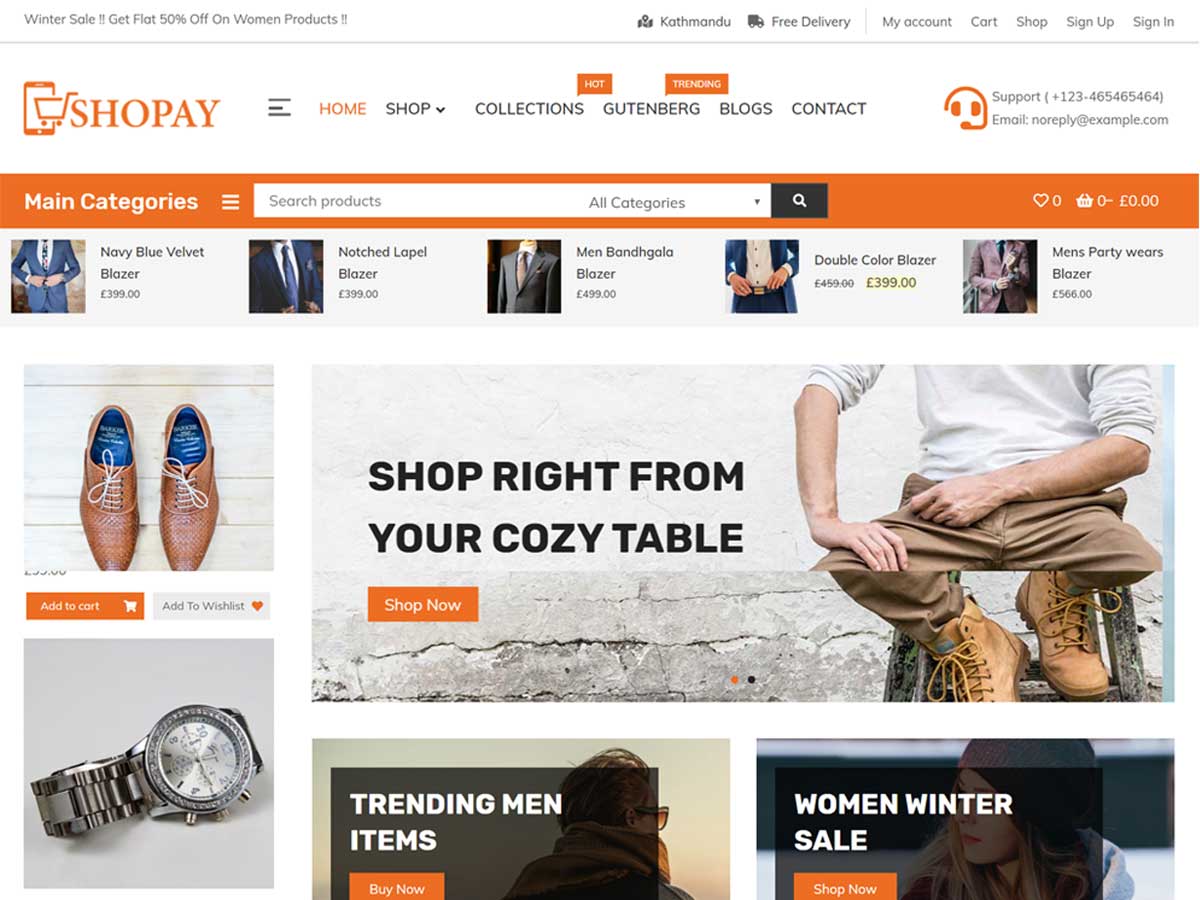 Winter Sale !! Get Flat 50% Off On Women Products !!
Kathmandu Free Delivery My account Cart Shop Sign Up Sign In
HOT TRENDING
SHOPAY
HOME SHOP COLLECTIONS GUTENBERG BLOGS CONTACT
Support ( +123-465465464)
Email: noreply@example.com
Main Categories Search products All Categories 0 0– £0.00
Navy Blue Velvet
Blazer
£399.00
Notched Lapel
Blazer
£399.00
Men Bandhgala
Blazer
£499.00
Double Color Blazer
£459.00 £399.00
Mens Party wears
Blazer
£566.00
BARKER
Add to cart Add To Wishlist
SHOP RIGHT FROM
YOUR COZY TABLE
Shop Now
TRENDING MEN
ITEMS
Buy Now
WOMEN WINTER
SALE
Shop Now